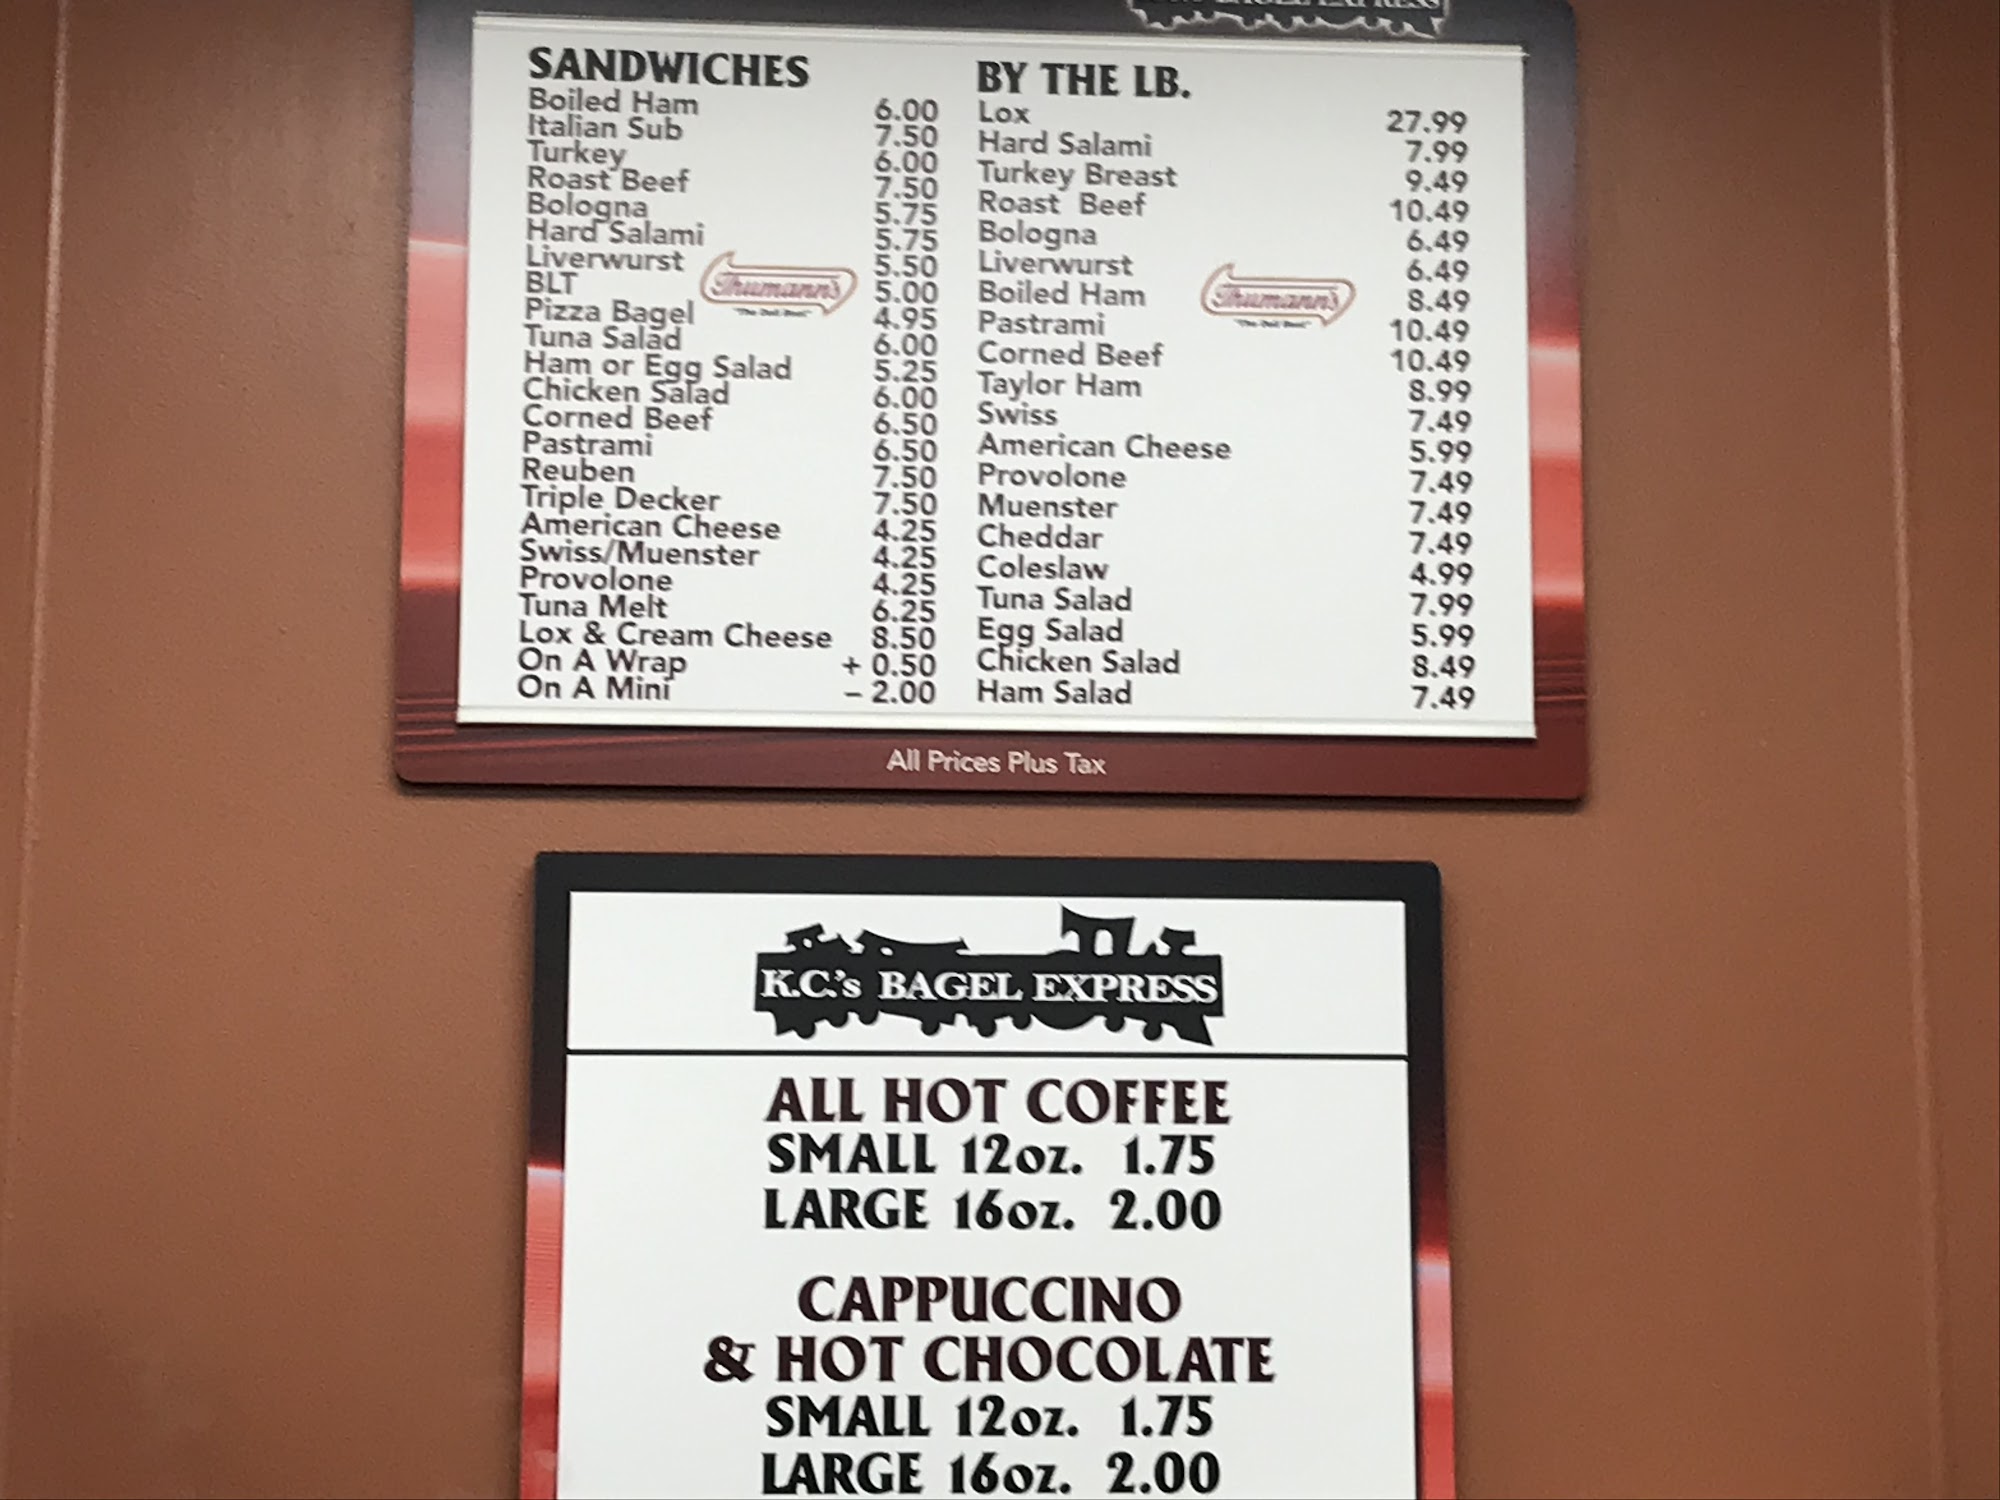 BAGEL EXPRESS
SANDWICHES
Boiled Ham 6.00
Italian Sub 7.50
Turkey 6.00
Roast Beef 7.50
Bologna 5.75
Hard Salami 5.75
Liverwurst 5.50
BLT 5.00
Pizza Bagel 4.95
Tuna Salad 6.00
Ham or Egg Salad 5.25
Chicken Salad 6.00
Corned Beef 6.50
Pastrami 6.50
Reuben 7.50
Triple Decker 7.50
American Cheese 4.25
Swiss/Muenster 4.25
Provolone 4.25
Tuna Melt 6.25
Lox & Cream Cheese 8.50
On A Wrap + 0.50
On A Mini – 2.00
Thumann's
"The Deli Best"
BY THE LB.
Lox 27.99
Hard Salami 7.99
Turkey Breast 9.49
Roast Beef 10.49
Bologna 6.49
Liverwurst 6.49
Boiled Ham 8.49
Pastrami 10.49
Corned Beef 10.49
Taylor Ham 8.99
Swiss 7.49
American Cheese 5.99
Provolone 7.49
Muenster 7.49
Cheddar 7.49
Coleslaw 4.99
Tuna Salad 7.99
Egg Salad 5.99
Chicken Salad 8.49
Ham Salad 7.49
Thumann's
"The Deli Best"
All Prices Plus Tax
K.C.'s BAGEL EXPRESS
ALL HOT COFFEE
SMALL 12oz. 1.75
LARGE 16oz. 2.00
CAPPUCCINO
& HOT CHOCOLATE
SMALL 12oz. 1.75
LARGE 16oz. 2.00